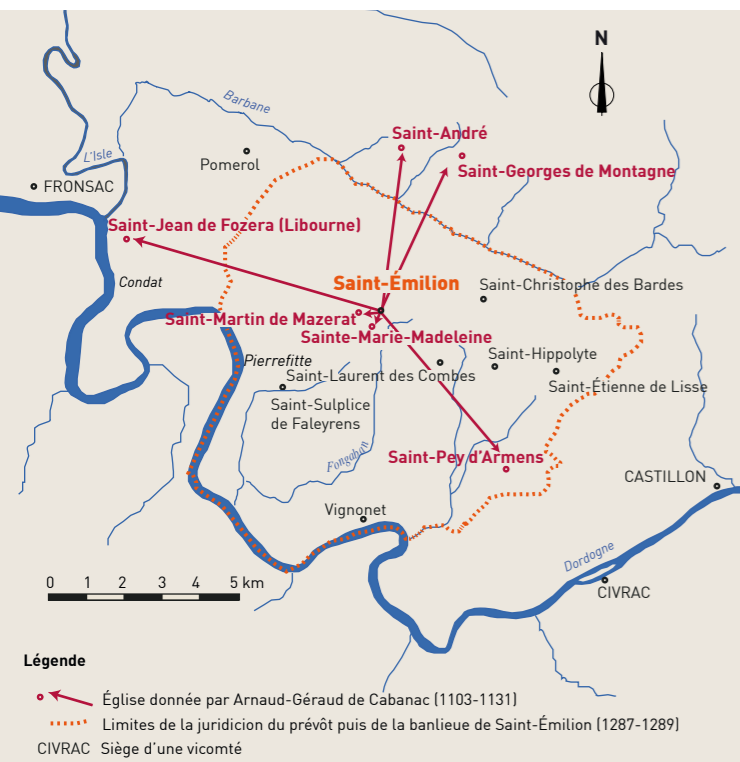 N
Barbane
Saint-André
L'Isle
Pomerol
Saint-Georges de Montagne
FRONSAC
Saint-Jean de Fozera (Libourne)
Condat
Saint-Émilion
Saint-Christophe des Bardes
Saint-Martin de Mazerat
Sainte-Marie-Madeleine
Pierrefitte
Saint-Hippolyte
Saint-Laurent des Combes
Saint-Étienne de Lisse
Saint-Sulpice
de Faleyrens
Fongaban
Saint-Pey d'Armens
CASTILLON
Vignonet
Dordogne
CIVRAC
0 1 2 3 4 5 km
Légende
Église donnée par Arnaud-Géraud de Cabanac (1103-1131)
Limites de la juridicion du prévôt puis de la banlieue de Saint-Émilion (1287-1289)
CIVRAC Siège d'une vicomté